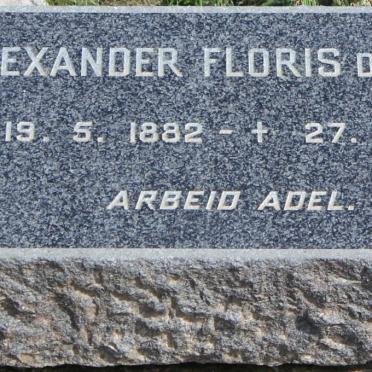 EXANDER FLORIS D
19. 5. 1882 - † 27.
ARBEID ADEL.